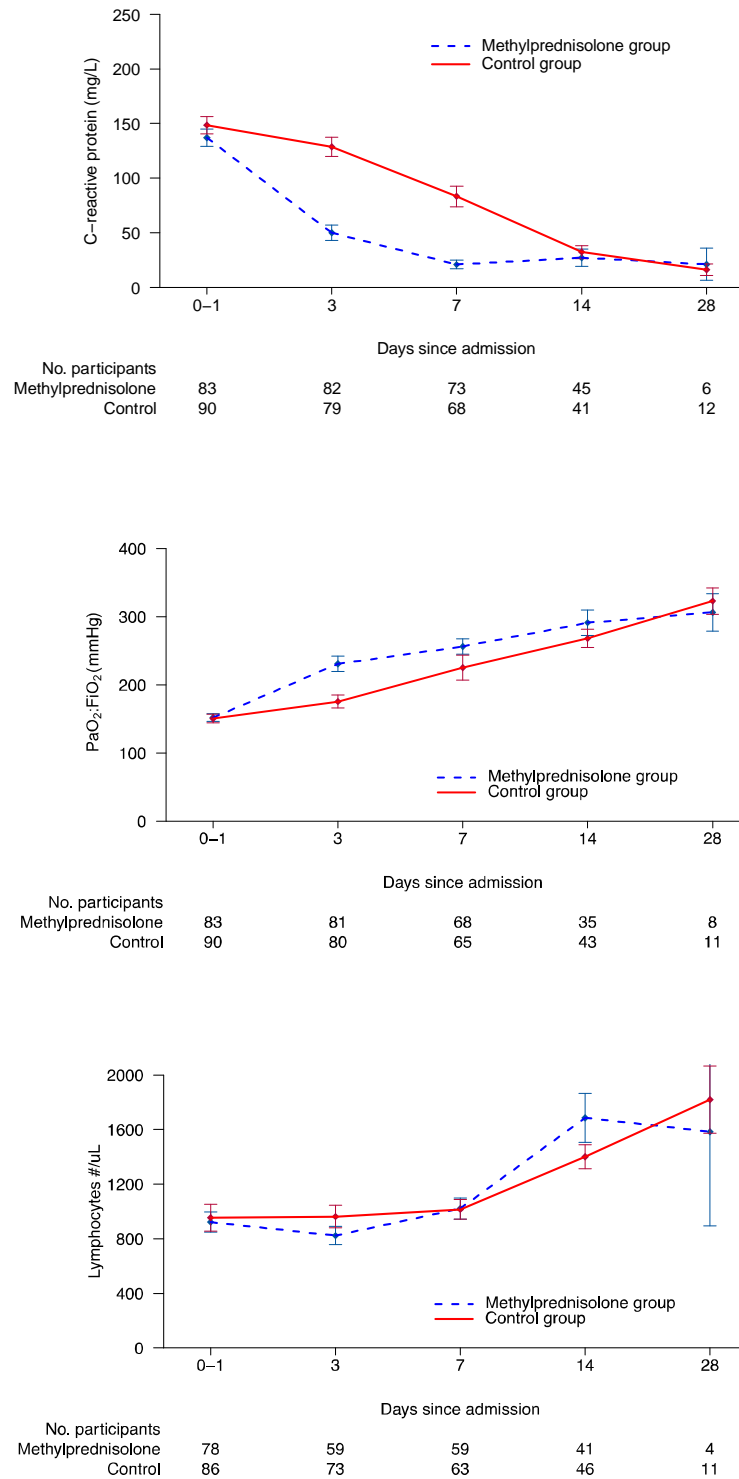 C−reactive protein (mg/L)
250
200
150
100
50
0
Methylprednisolone group
Control group
0−1 3 7 14 28
Days since admission
No. participants
Methylprednisolone 83 82 73 45 6
Control 90 79 68 41 12
PaO2:FiO2 (mmHg)
400
300
200
100
0
Methylprednisolone group
Control group
0−1 3 7 14 28
Days since admission
No. participants
Methylprednisolone 83 81 68 35 8
Control 90 80 65 43 11
Lymphocytes #/uL
2000
1600
1200
800
400
0
Methylprednisolone group
Control group
0−1 3 7 14 28
Days since admission
No. participants
Methylprednisolone 78 59 59 41 4
Control 86 73 63 46 11